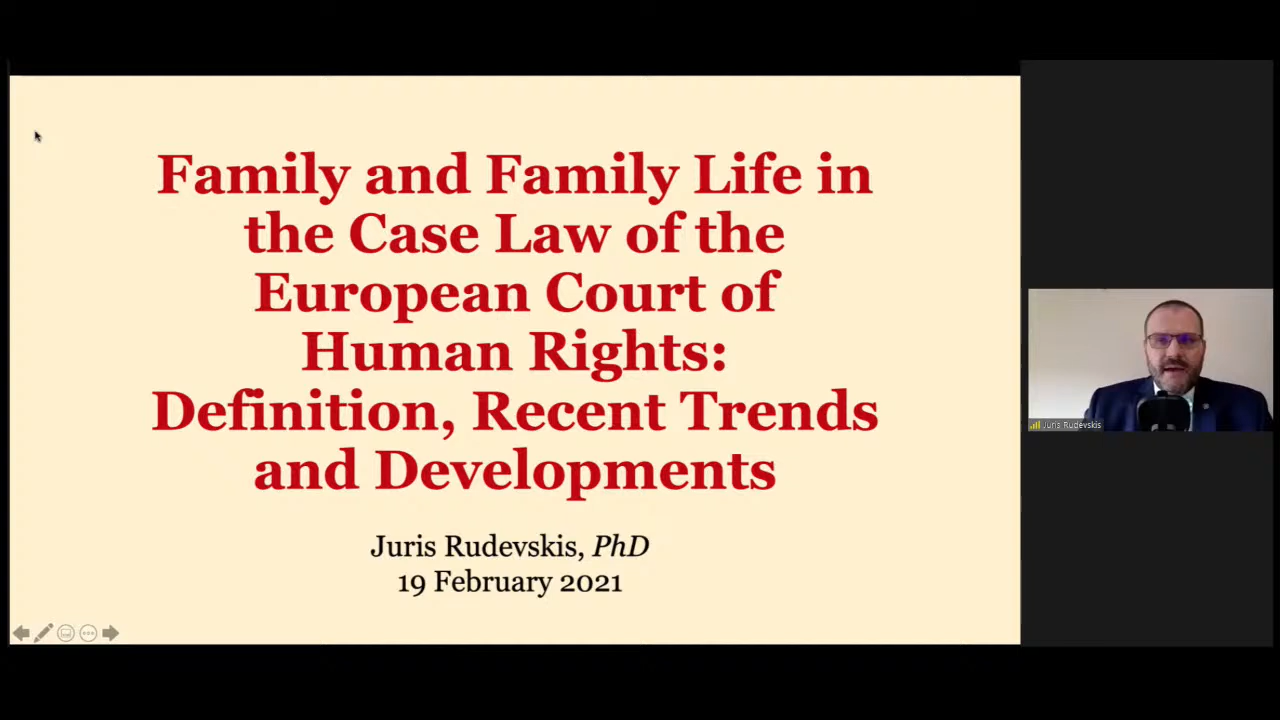 Family and Family Life in
the Case Law of the
European Court of
Human Rights:
Definition, Recent Trends
and Developments
Juris Rudevskis, PhD
19 February 2021
Juris Rudevskis